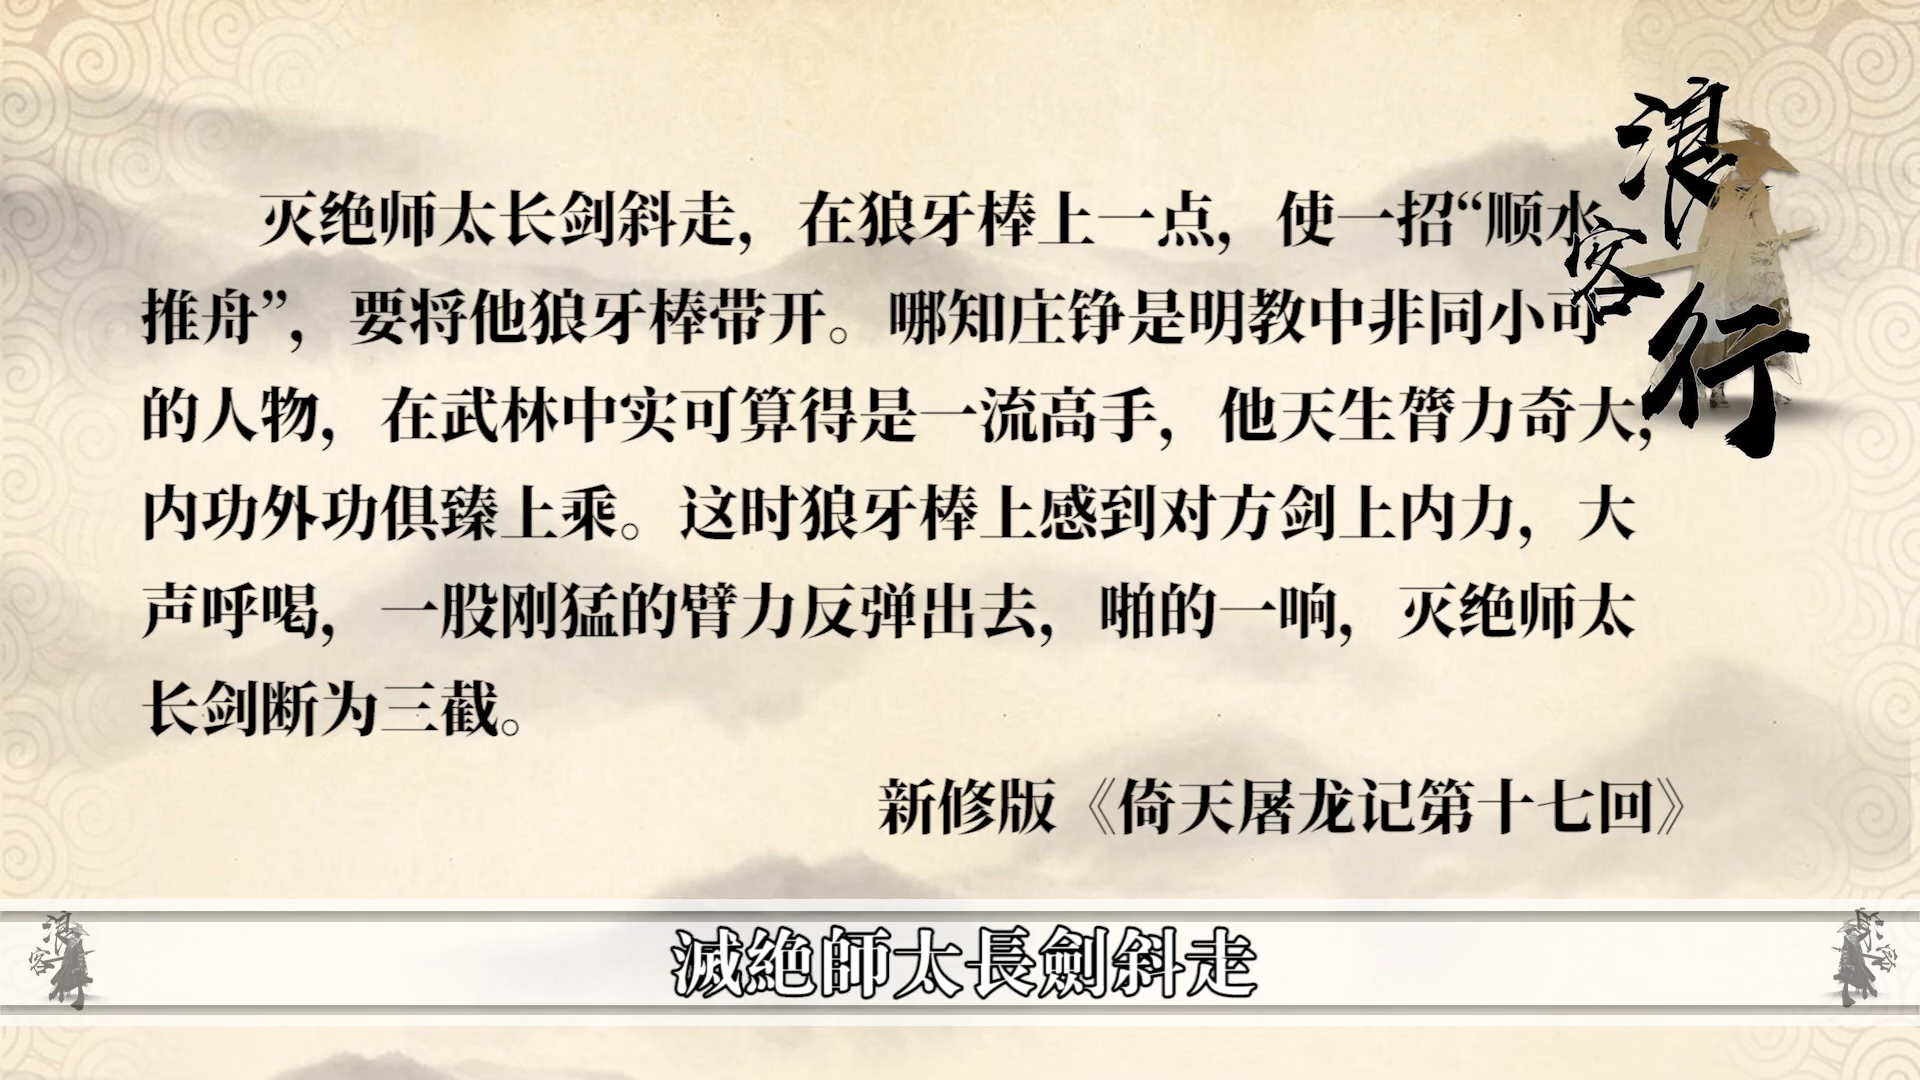 灭绝师太长剑斜走，在狼牙棒上一点，使一招“顺水
推舟”，要将他狼牙棒带开。哪知庄铮是明教中非同小可
的人物，在武林中实可算得是一流高手，他天生膂力奇大，
内功外功俱臻上乘。这时狼牙棒上感到对方剑上内力，大
声呼喝，一股刚猛的臂力反弹出去，啪的一响，灭绝师太
长剑断为三截。
新修版《倚天屠龙记第十七回》
浪客行
滅絶師太長劍斜走
浪客行
浪客行